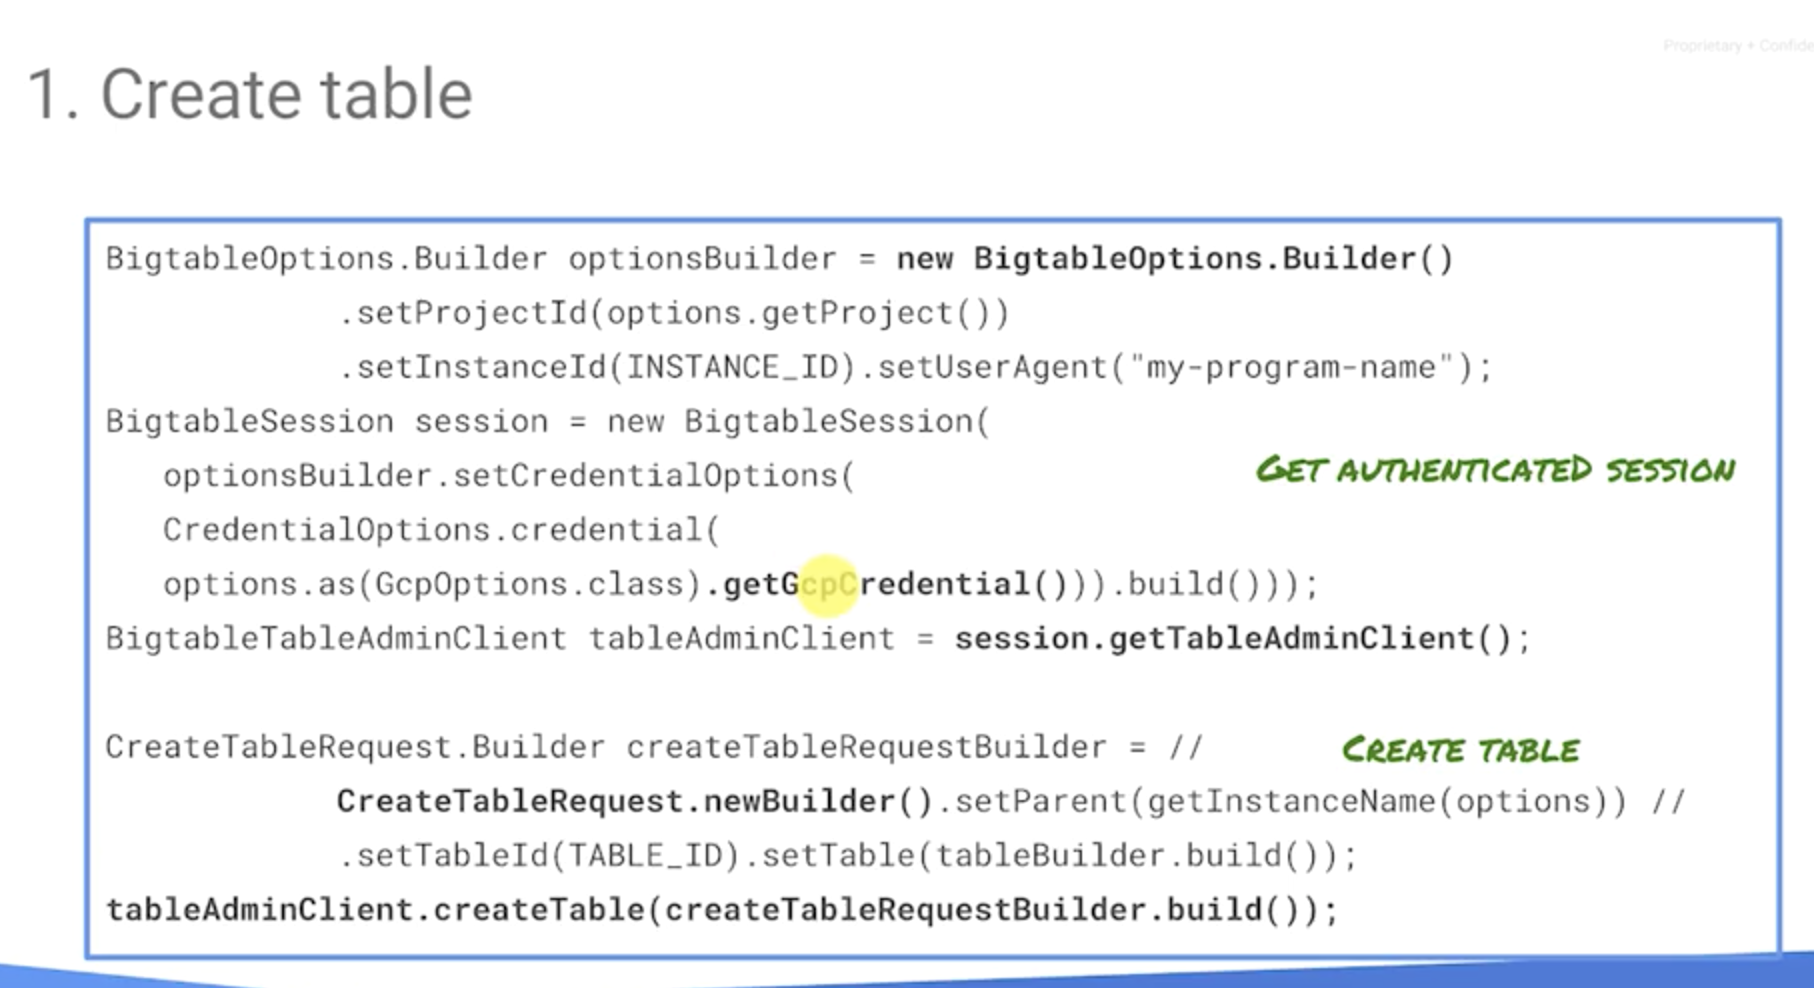 Proprietary + Confide
1. Create table
BigtableOptions.Builder optionsBuilder = new BigtableOptions.Builder()
.setProjectId(options.getProject())
.setInstanceId(INSTANCE_ID).setUserAgent("my-program-name");
BigtableSession session = new BigtableSession(
optionsBuilder.setCredentialOptions(
GET AUTHENTICATED SESSION
CredentialOptions.credential(
options.as(GcpOptions.class).getGcpCredential())).build()));
BigtableTableAdminClient tableAdminClient = session.getTableAdminClient();
CreateTableRequest.Builder createTableRequestBuilder = //
CREATE TABLE
CreateTableRequest.newBuilder().setParent(getInstanceName(options)) //
.setTableId(TABLE_ID).setTable(tableBuilder.build());
tableAdminClient.createTable(createTableRequestBuilder.build());